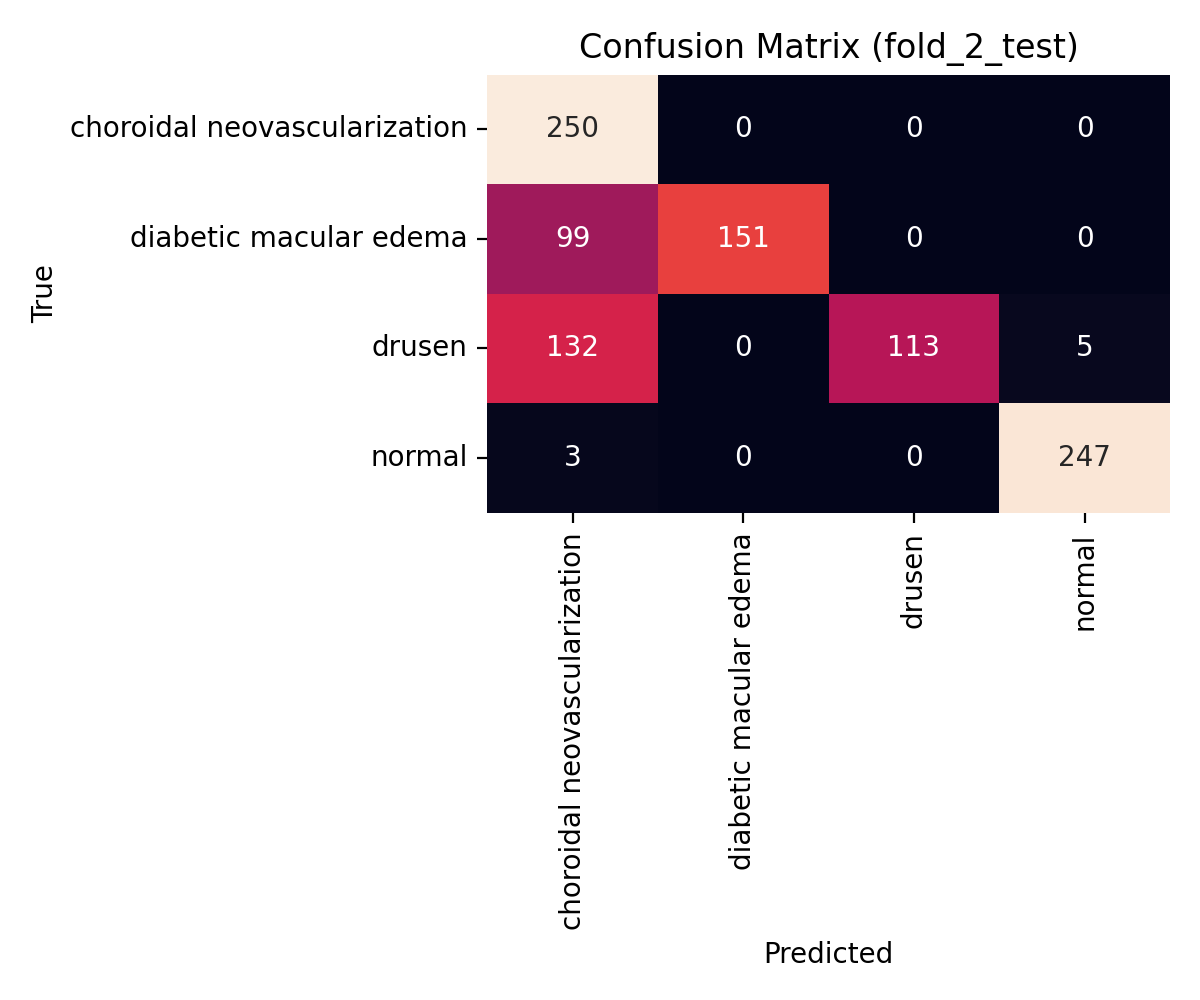 Confusion Matrix (fold_2_test)
True
choroidal neovascularization 250 0 0 0
diabetic macular edema 99 151 0 0
drusen 132 0 113 5
normal 3 0 0 247
choroidal neovascularization
diabetic macular edema
drusen
normal
Predicted